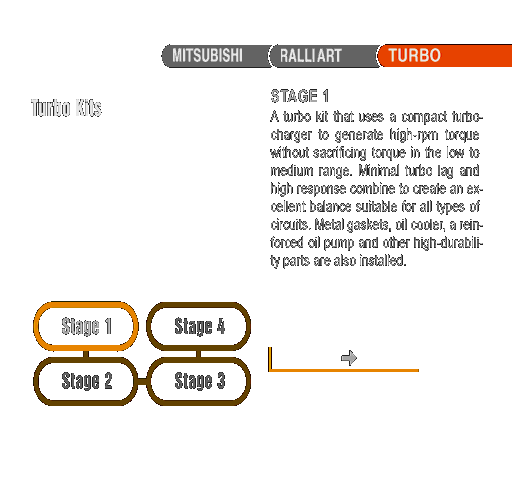 MITSUBISHI RALLIART TURBO
Turbo Kits
STAGE 1
A turbo kit that uses a compact turbo-
charger to generate high-rpm torque
without sacrificing torque in the low to
medium range. Minimal turbo lag and
high response combine to create an ex-
cellent balance suitable for all types of
circuits. Metal gaskets, oil cooler, a rein-
forced oil pump and other high-durabili-
ty parts are also installed.
Stage 1 Stage 4
Stage 2 Stage 3